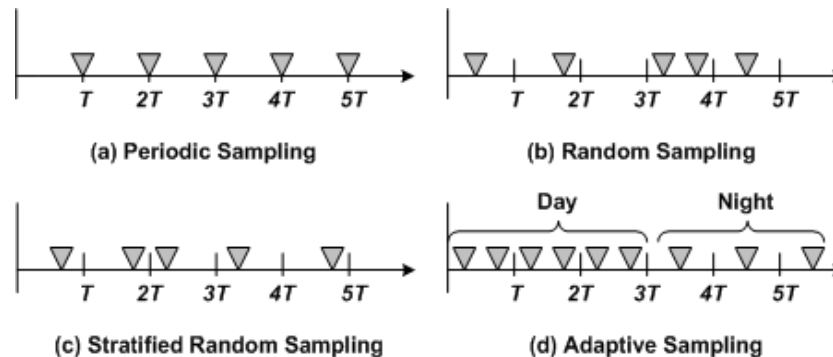 T 2T 3T 4T 5T
(a) Periodic Sampling
T 2T 3T 4T 5T
(b) Random Sampling
T 2T 3T 4T 5T
(c) Stratified Random Sampling
Day Night
T 2T 3T 4T 5T
(d) Adaptive Sampling